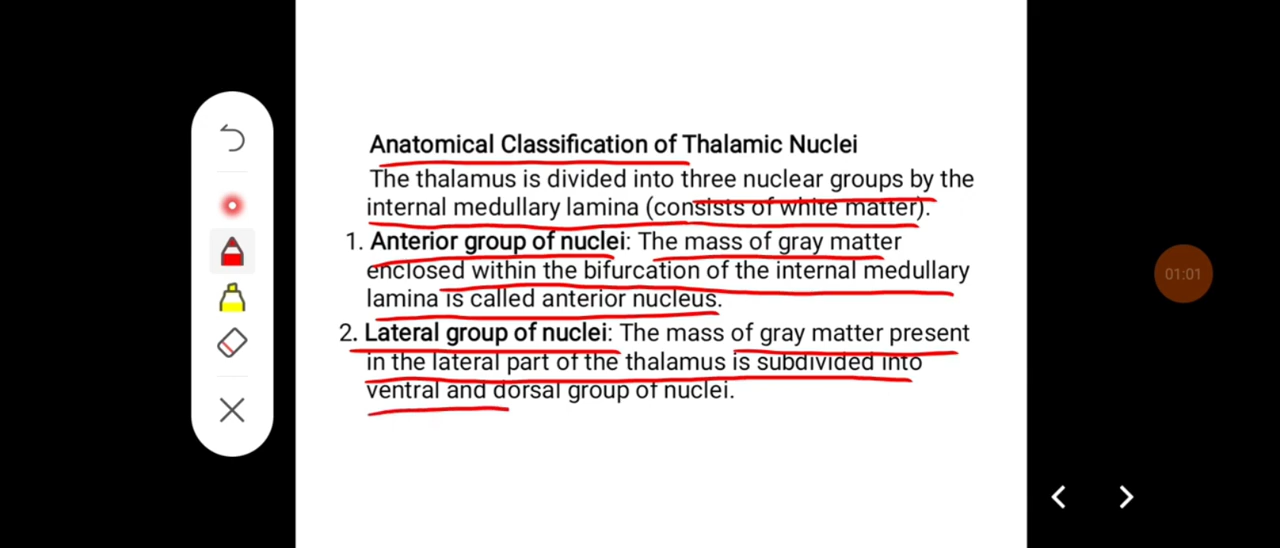 Anatomical Classification of Thalamic Nuclei
The thalamus is divided into three nuclear groups by the
internal medullary lamina (consists of white matter).
1. Anterior group of nuclei: The mass of gray matter
enclosed within the bifurcation of the internal medullary
lamina is called anterior nucleus.
2. Lateral group of nuclei: The mass of gray matter present
in the lateral part of the thalamus is subdivided into
ventral and dorsal group of nuclei.
01:01